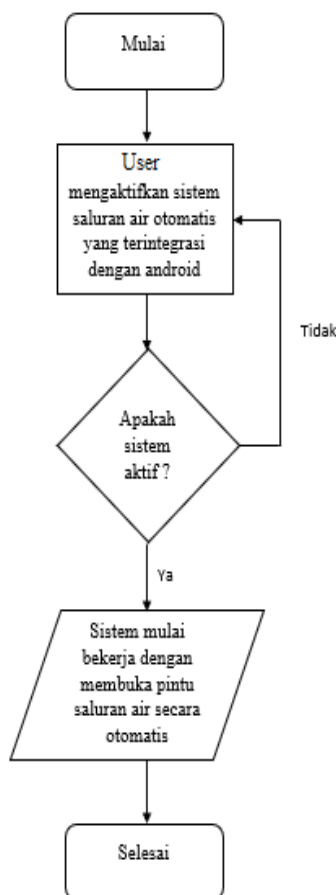 Mulai
User
mengaktifkan sistem
saluran air otomatis
yang terintegrasi
dengan android
Tidak
Apakah
sistem
aktif ?
Ya
Sistem mulai
bekerja dengan
membuka pintu
saluran air secara
otomatis
Selesai